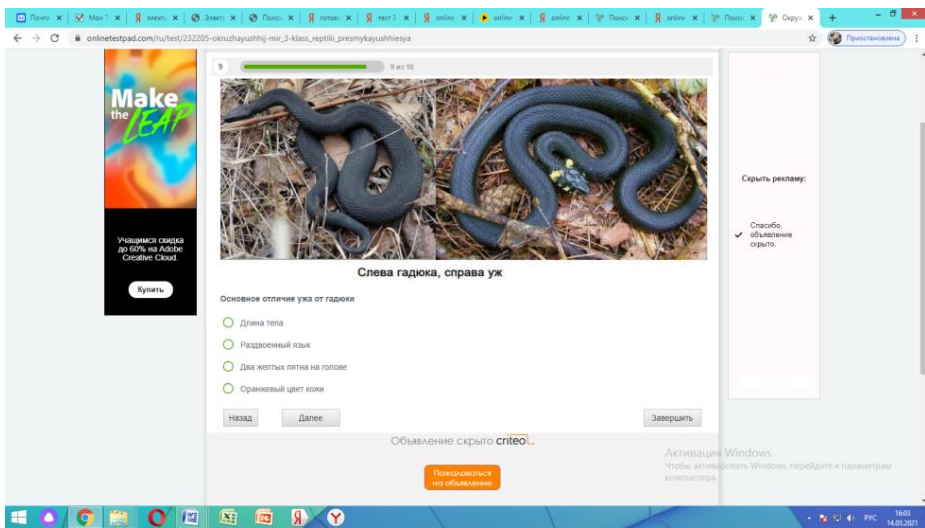 onlinetestpad.com/ru/test/232205-okruzhayushhij-mir_3-klass_reptilii_presmykayushhiesya
Приостановлена
9
9 из 10
Make
the LEAP
Учащимся скидка
до 60% на Adobe
Creative Cloud.
Купить
Слева гадюка, справа уж
Основное отличие ужа от гадюки
Длина тела
Раздвоенный язык
Два желтых пятна на голове
Оранжевый цвет кожи
Назад
Далее
Завершить
Скрыть рекламу:
Спасибо,
объявление
скрыто.
Объявление скрыто criteo
Пожаловаться
на объявление
Активация Windows
Чтобы активировать Windows, перейдите к параметрам
компьютера.
РУС
16:03
14.03.2021